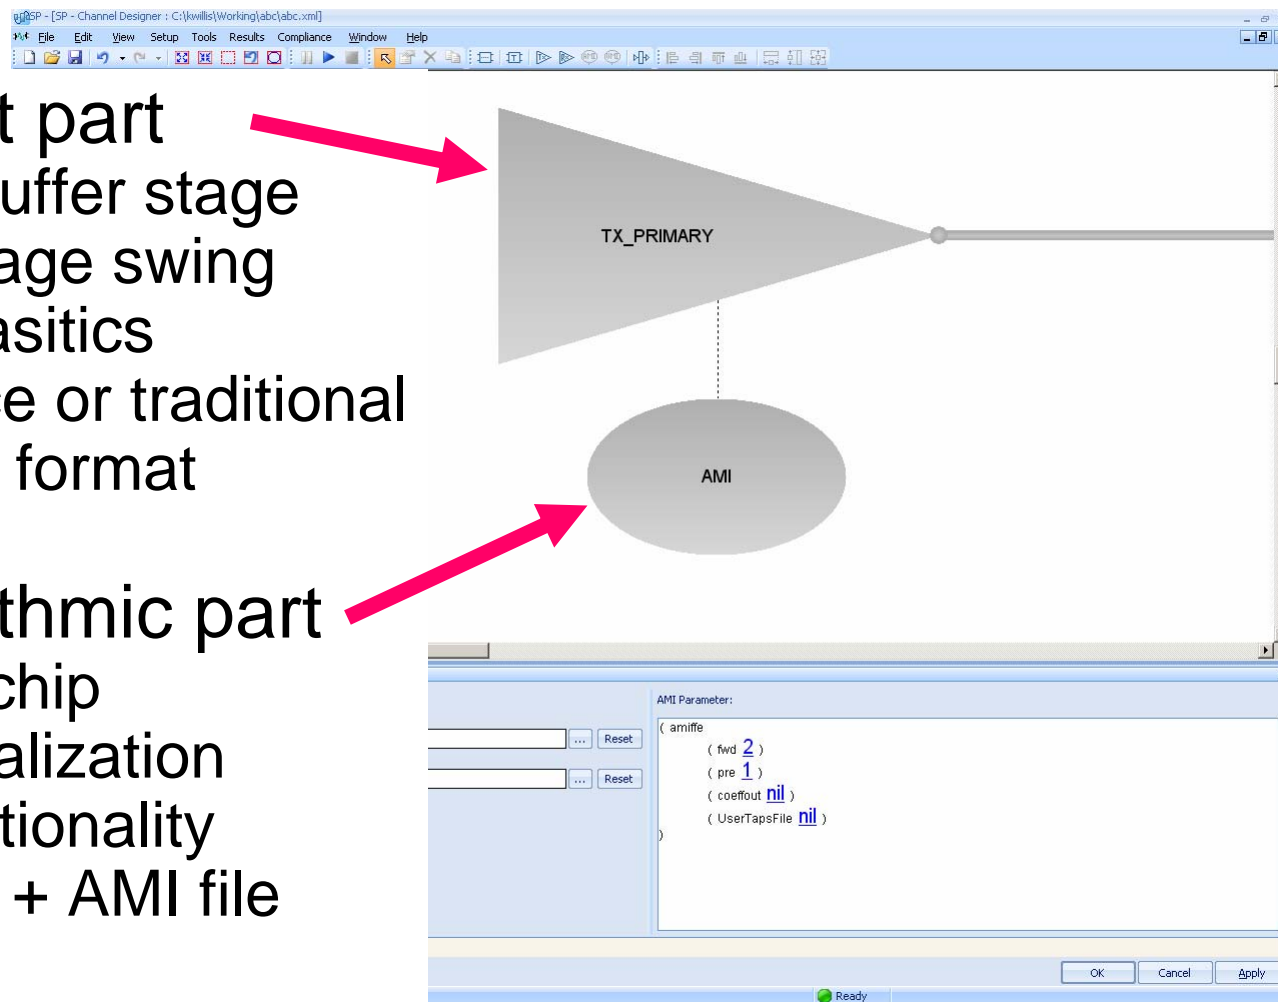 SP - [SP - Channel Designer : C:\kwillis\Working\abc\abc.xml]
File Edit View Setup Tools Results Compliance Window Help
t part
uffer stage
age swing
asitics
ce or traditional
format
TX_PRIMARY
AMI
thmic part
chip
alization
tionality
+ AMI file
AMI Parameter:
... Reset
... Reset
( amiffe
( fwd 2 )
( pre 1 )
( coeffout nil )
( UserTapsFile nil )
)
OK Cancel Apply
Ready